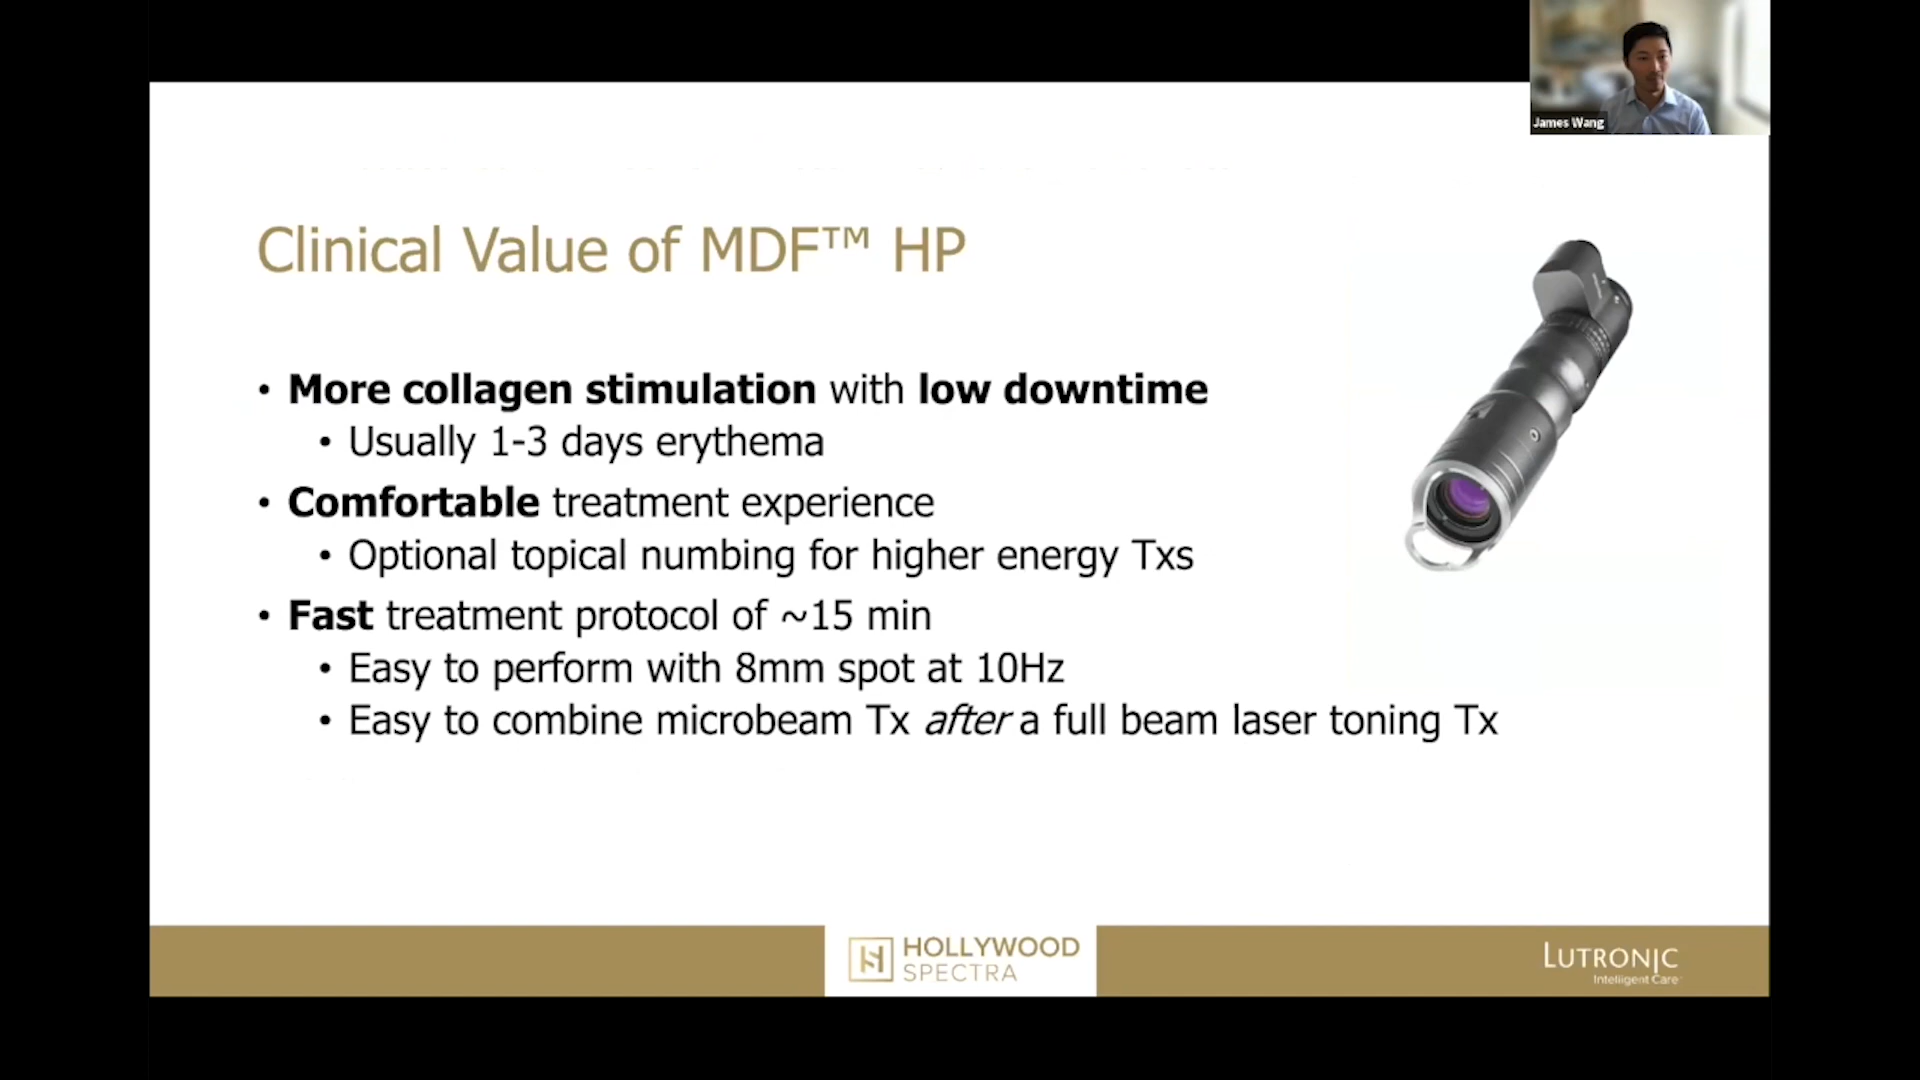 James Wang
Clinical Value of MDF™ HP
• More collagen stimulation with low downtime
• Usually 1-3 days erythema
• Comfortable treatment experience
• Optional topical numbing for higher energy Txs
• Fast treatment protocol of ~15 min
• Easy to perform with 8mm spot at 10Hz
• Easy to combine microbeam Tx after a full beam laser toning Tx
HOLLYWOOD
SPECTRA
LUTRONIC
Intelligent Care